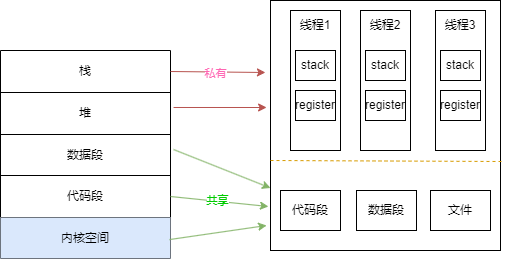 栈
堆
数据段
代码段
内核空间
私有
共享
线程1
stack
register
线程2
stack
register
线程3
stack
register
代码段
数据段
文件